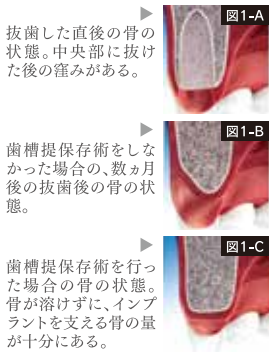 抜歯した直後の骨の
状態。中央部に抜け
た後の窪みがある。
図1-A
歯槽提保存術をしな
かった場合の、数ヵ月
後の抜歯後の骨の状
態。
図1-B
歯槽提保存術を行っ
た場合の骨の状態。
骨が溶けずに、インプ
ラントを支える骨の量
が十分にある。
図1-C